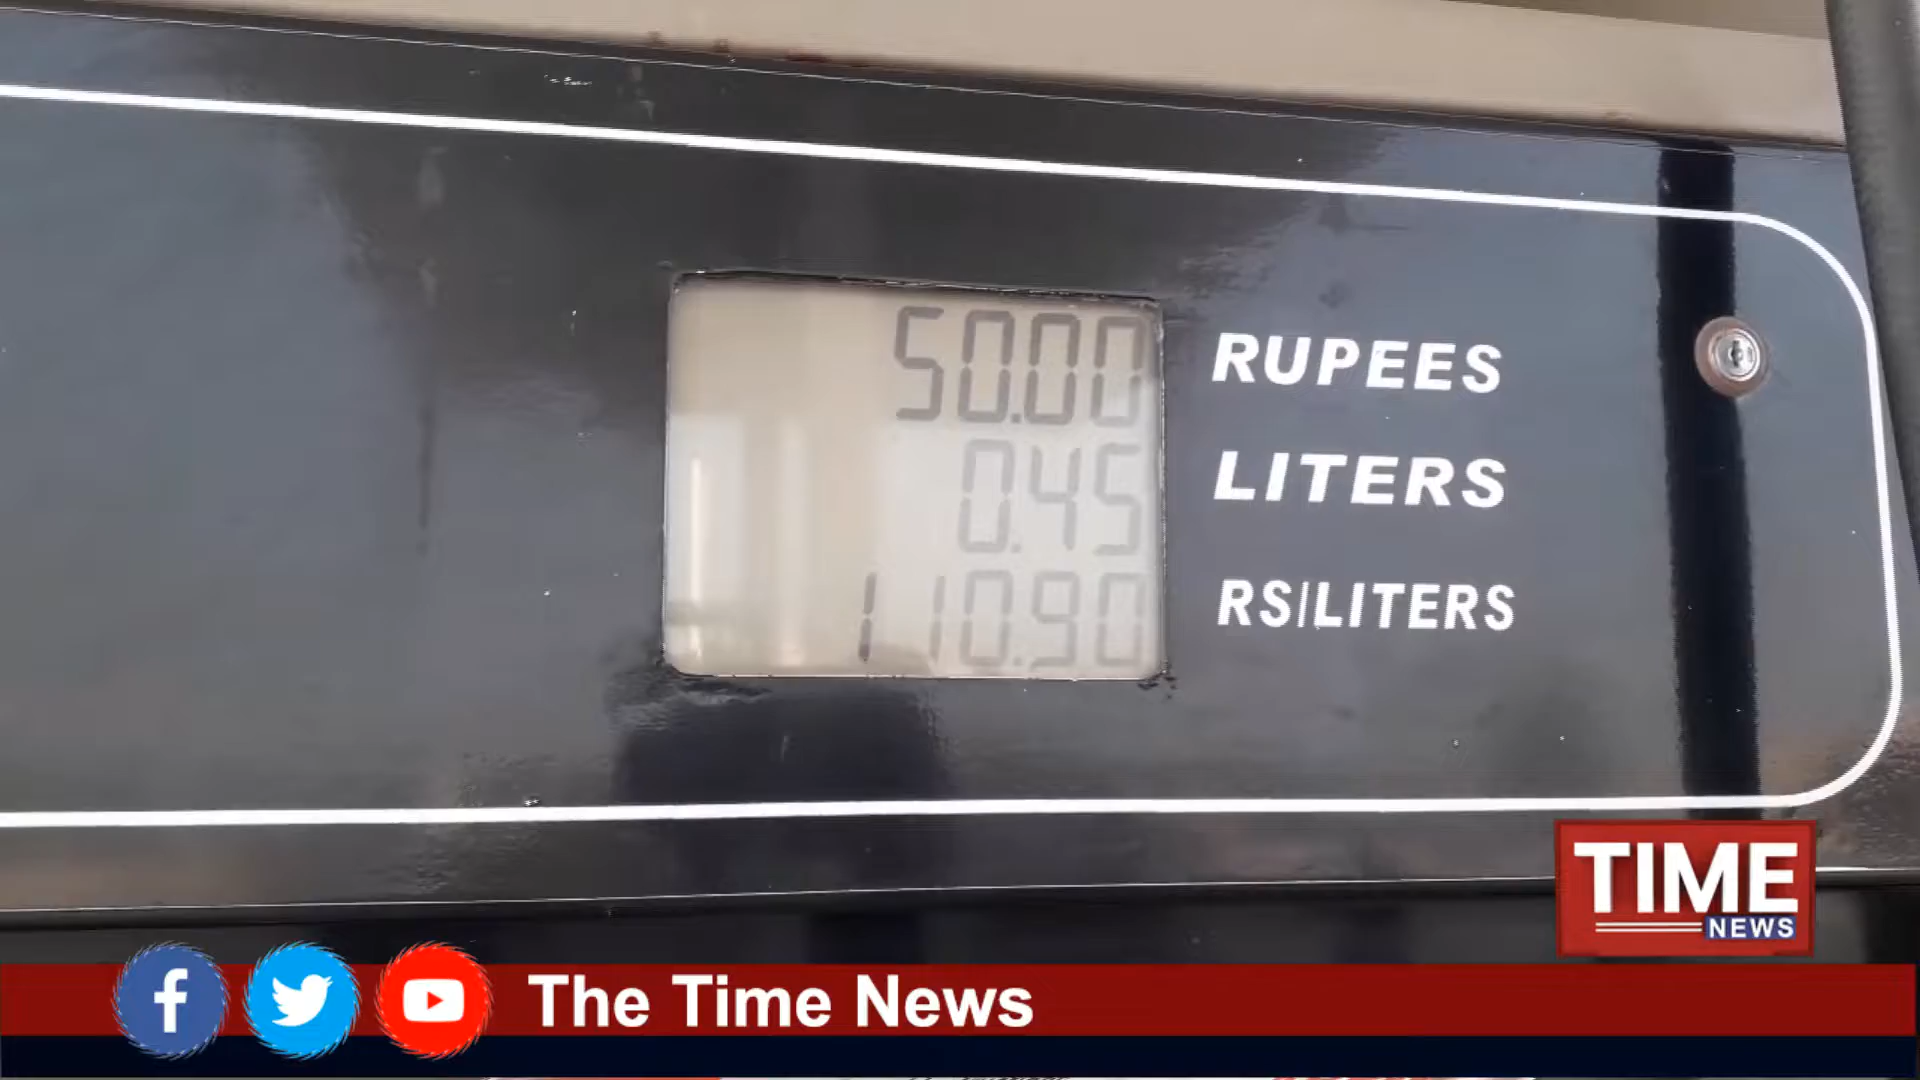 50.00 RUPEES
0.45 LITERS
110.90 RS/LITERS
TIME
NEWS
The Time News